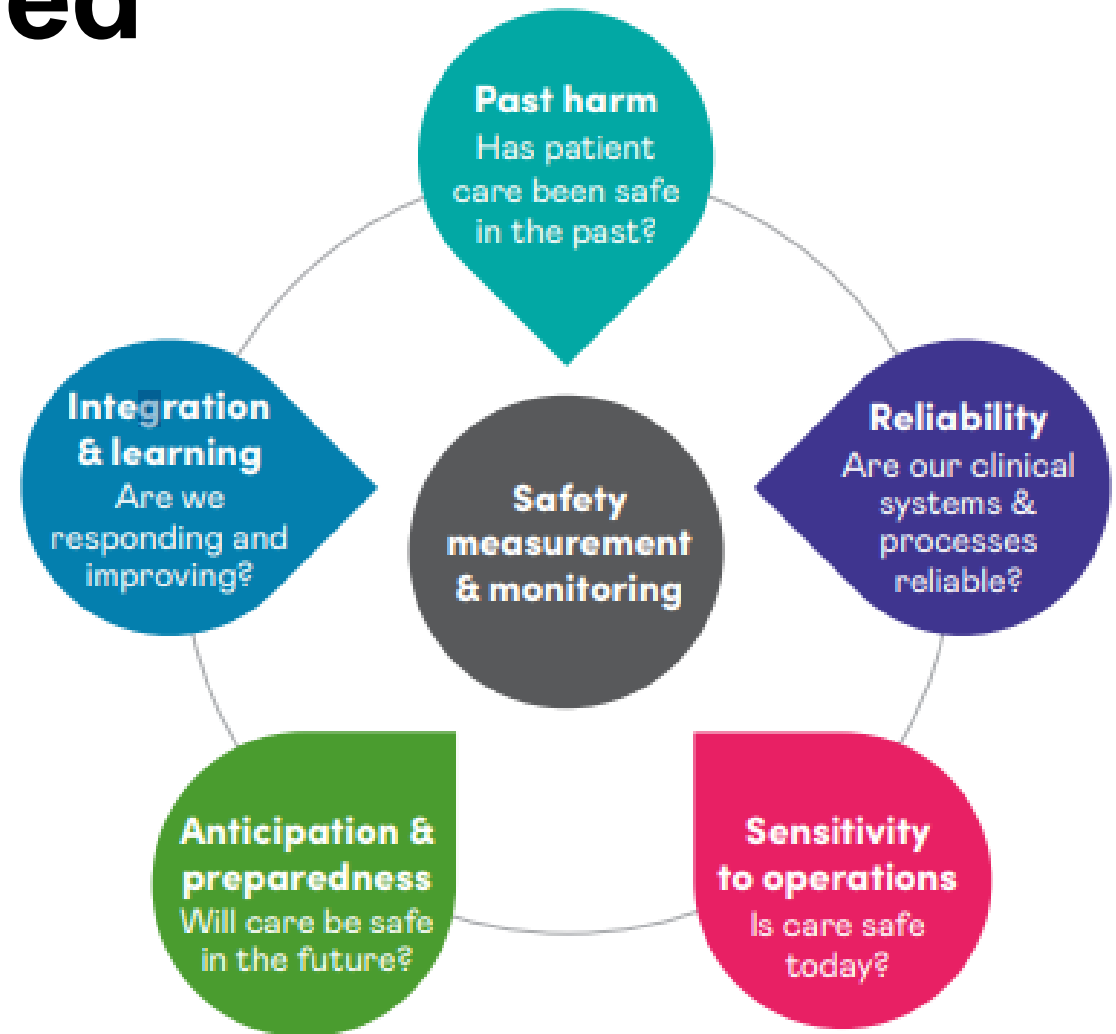 ed
Past harm
Has patient
care been safe
in the past?
Integration
& learning
Are we
responding and
improving?
Reliability
Are our clinical
systems &
processes
reliable?
Safety
measurement
& monitoring
Anticipation &
preparedness
Will care be safe
in the future?
Sensitivity
to operations
Is care safe
today?